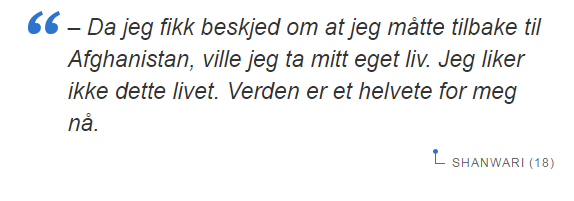 – Da jeg fikk beskjed om at jeg måtte tilbake til
Afghanistan, ville jeg ta mitt eget liv. Jeg liker
ikke dette livet. Verden er et helvete for meg
nå.
SHANWARI (18)